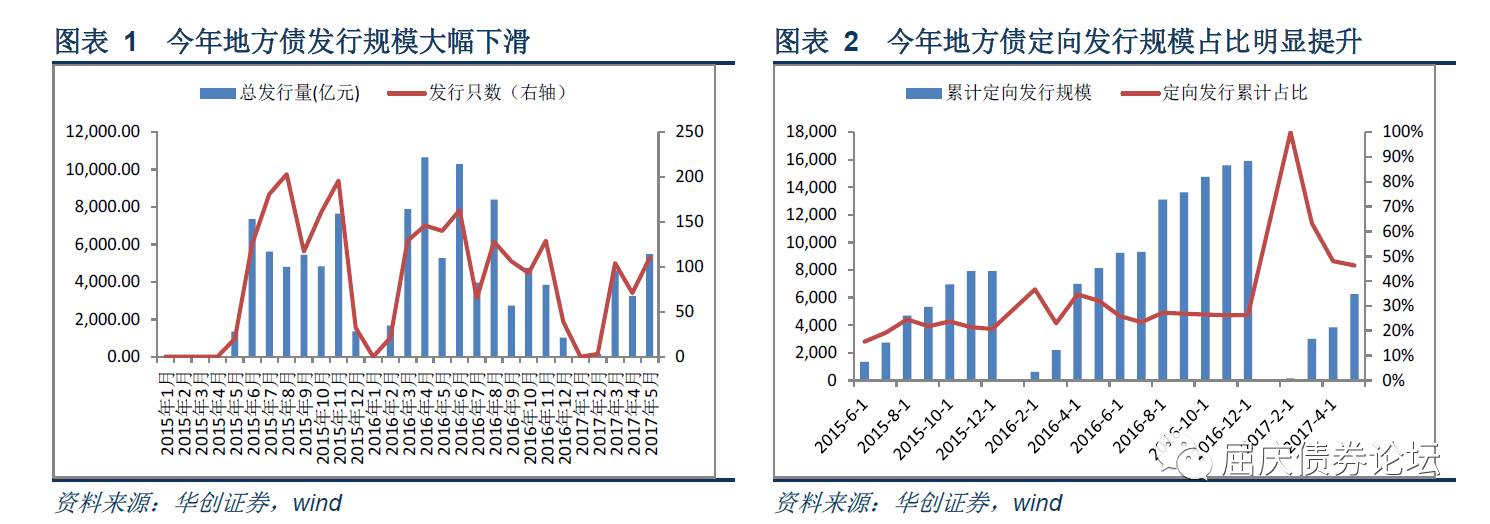 图表 1 今年地方债发行规模大幅下滑
总发行量(亿元) 发行只数（右轴）
12,000.00
10,000.00
8,000.00
6,000.00
4,000.00
2,000.00
0.00
250
200
150
100
50
0
2015年1月
2015年2月
2015年3月
2015年4月
2015年5月
2015年6月
2015年7月
2015年8月
2015年9月
2015年10月
2015年11月
2015年12月
2016年1月
2016年2月
2016年3月
2016年4月
2016年5月
2016年6月
2016年7月
2016年8月
2016年9月
2016年10月
2016年11月
2016年12月
2017年1月
2017年2月
2017年3月
2017年4月
2017年5月
资料来源：华创证券，wind
图表 2 今年地方债定向发行规模占比明显提升
累计定向发行规模 定向发行累计占比
18,000
16,000
14,000
12,000
10,000
8,000
6,000
4,000
2,000
0
100%
90%
80%
70%
60%
50%
40%
30%
20%
10%
0%
2015-6-1
2015-8-1
2015-10-1
2015-12-1
2016-2-1
2016-4-1
2016-6-1
2016-8-1
2016-10-1
2016-12-1
2017-2-1
2017-4-1
屈庆债券论坛
资料来源：华创证券，wind